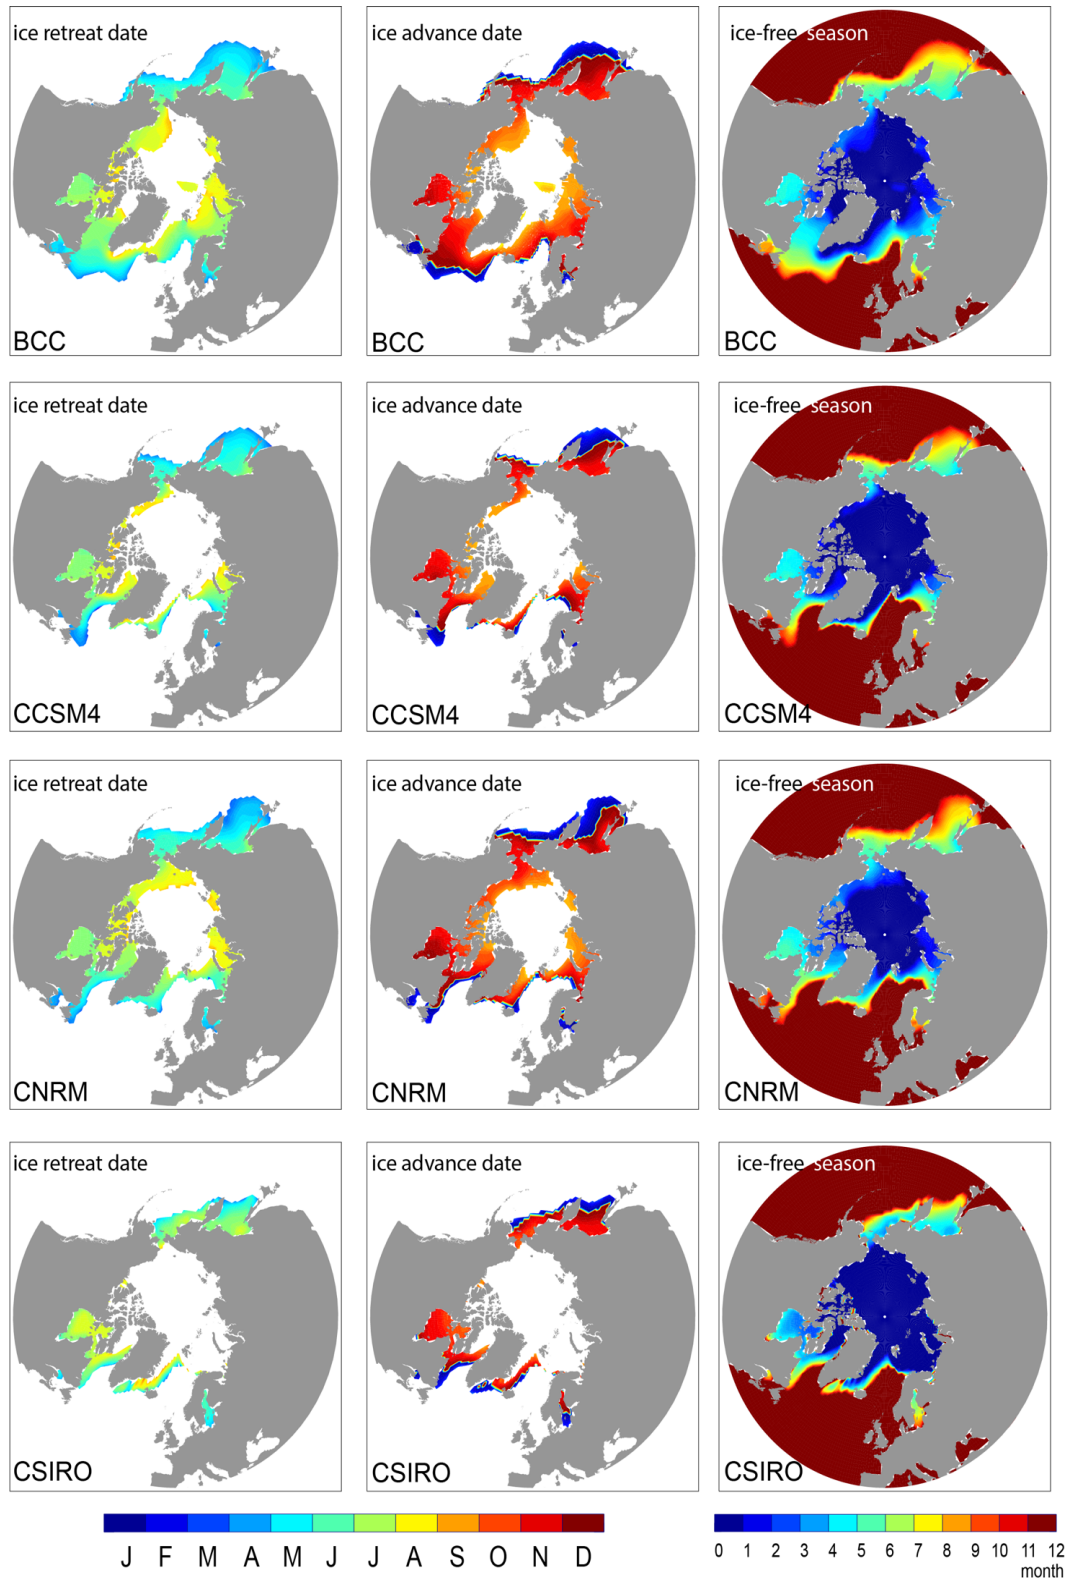 ice retreat date
ice advance date
ice-free season
BCC
BCC
BCC
ice retreat date
ice advance date
ice-free season
CCSM4
CCSM4
CCSM4
ice retreat date
ice advance date
ice-free season
CNRM
CNRM
CNRM
ice retreat date
ice advance date
ice-free season
CSIRO
CSIRO
CSIRO
J F M A M J J A S O N D
0 1 2 3 4 5 6 7 8 9 10 11 12
month